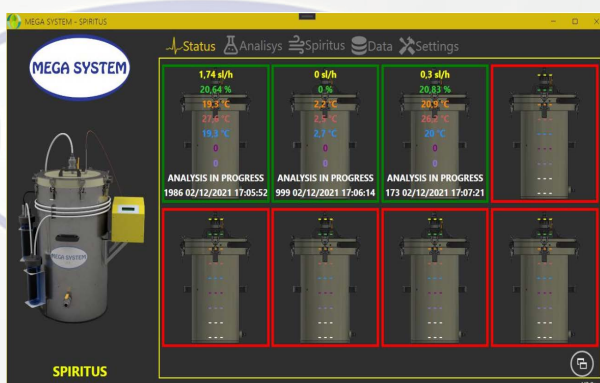 MEGA SYSTEM - SPIRITUS
Status Analisys Spiritus Data Settings
MEGA SYSTEM
1,74 sl/h
20,64 %
19,3 °C
27,6 °C
19,3 °C
0
0
ANALYSIS IN PROGRESS
1986 02/12/2021 17:05:52
0 sl/h
0 %
2,2 °C
2,5 °C
2,7 °C
0
0
ANALYSIS IN PROGRESS
999 02/12/2021 17:06:14
0,3 sl/h
20,83 %
20,9 °C
26,2 °C
20 °C
0
0
ANALYSIS IN PROGRESS
173 02/12/2021 17:07:21
MEGA SYSTEM
SPIRITUS